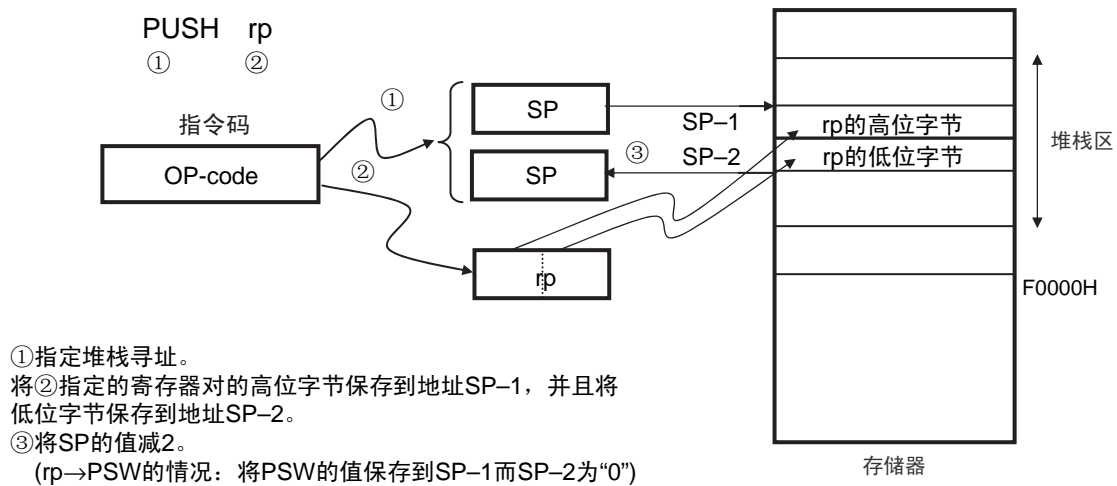 PUSH rp
① ②
指令码
OP-code
①
②
SP
SP
③
SP–1
SP–2
rp
rp的高位字节
rp的低位字节
堆栈区
F0000H
存储器
①指定堆栈寻址。
将②指定的寄存器对的高位字节保存到地址SP–1，并且将
低位字节保存到地址SP–2。
③将SP的值减2。
(rp→PSW的情况：将PSW的值保存到SP–1而SP–2为“0”)